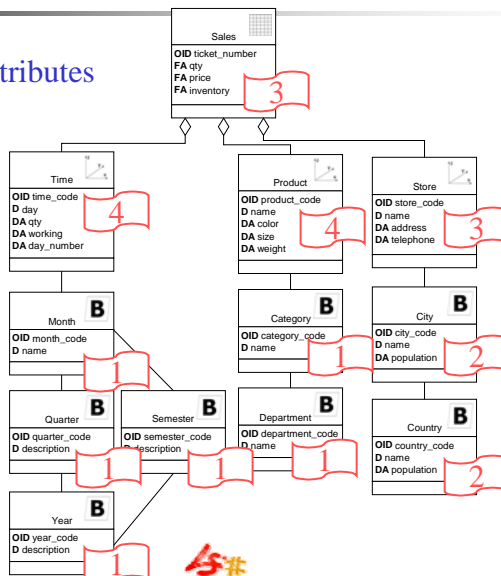 tributes
Sales
OID ticket_number
FA qty
FA price
FA inventory
3
Time
OID time_code
D day
DA qty
DA working
DA day_number
4
Product
OID product_code
D name
DA color
DA size
DA weight
4
Store
OID store_code
D name
DA address
DA telephone
3
B
Month
OID month_code
D name
1
B
Category
OID category_code
D name
1
B
City
OID city_code
D name
DA population
2
B
Quarter
OID quarter_code
D description
1
B
Semester
OID semester_code
D description
1
B
Department
OID department_code
D name
1
B
Country
OID country_code
D name
DA population
2
B
Year
OID year_code
D description
1